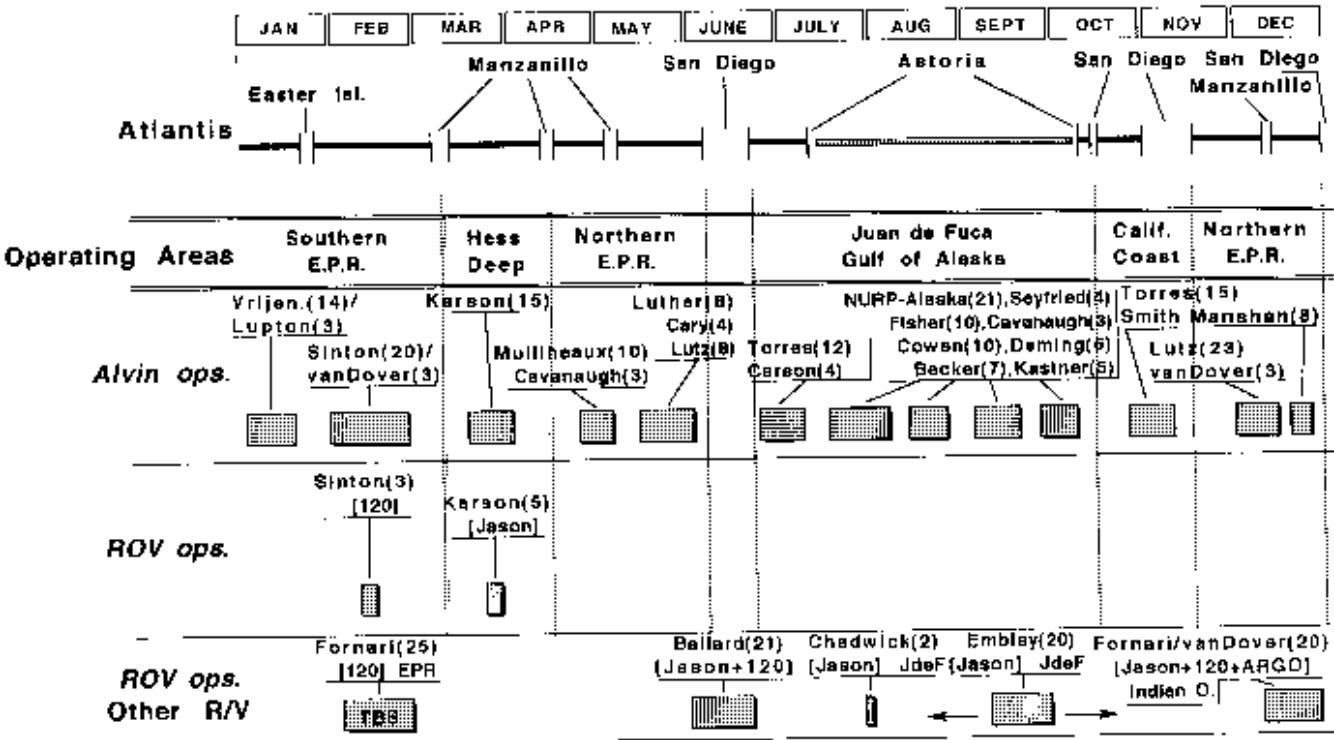 JAN FEB MAR APR MAY JUNE JULY AUG SEPT OCT NOV DEC
Manzanillo San Diego Astoria San Diego San Diego
Easter Isl. Manzanillo
Atlantis
Operating Areas
Southern E.P.R.
Hess Deep
Northern E.P.R.
Juan de Fuca
Gulf of Alaska
Calif. Coast
Northern E.P.R.
Alvin ops.
Vrijen.(14)/
Lupton(3)
Sinton(20)/
vanDover(3)
Karson(15)
Mullineaux(10)
Cavanaugh(3)
Luther(8)
Cary(4)
Lutz(8)
Torres(12)
Carson(4)
NURP-Alaska(21),Seyfried(4)
Fisher(10),Cavanaugh(3)
Cowen(10),Deming(6)
Becker(7),Kastner(5)
Torres(15)
Smith
Manahan(8)
Lutz(23)
vanDover(3)
ROV ops.
Sinton(3)
[120]
Karson(5)
[Jason]
ROV ops.
Other R/V
Fornari(25)
[120] EPR
TBS
Ballard(21)
[Jason+120]
Chadwick(2)
[Jason] JdeF
Embley(20)
[Jason] JdeF
Fornari/vanDover(20)
[Jason+120+ARGO]
Indian O.